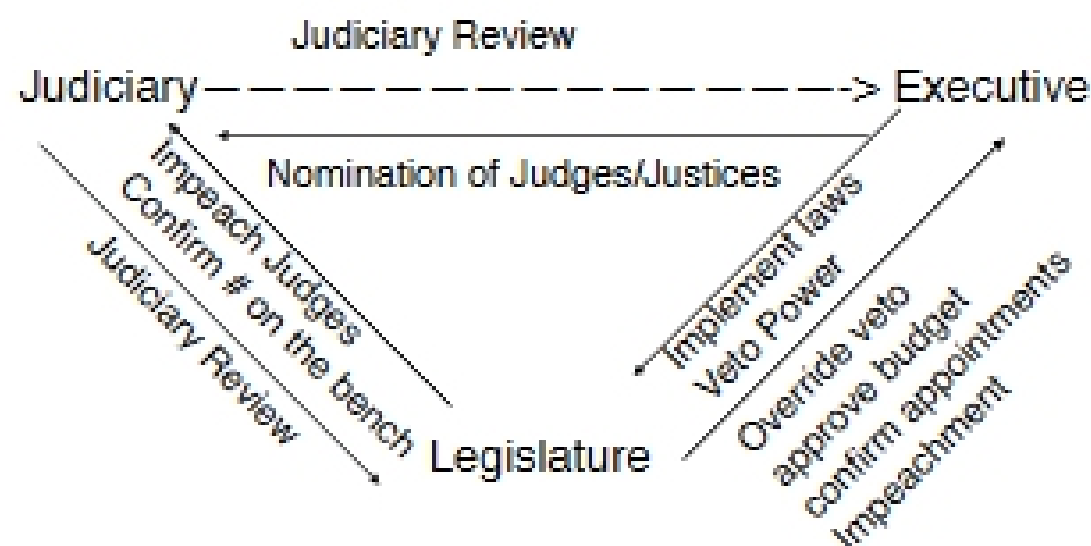 Judiciary Review
Judiciary
Executive
Nomination of Judges/Justices
Impeach Judges
Confirm # on the bench
Judiciary Review
Implement laws
Veto Power
Override veto
approve budget
confirm appointments
Impeachment
Legislature